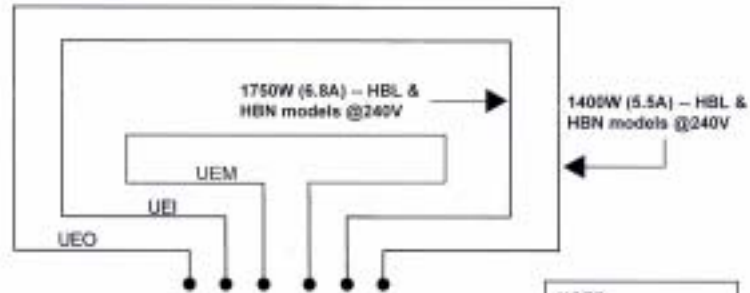 1750W (6.8A) -- HBL &
HBN models @240V
1400W (5.5A) -- HBL &
HBN models @240V
UEM
UEI
UEO